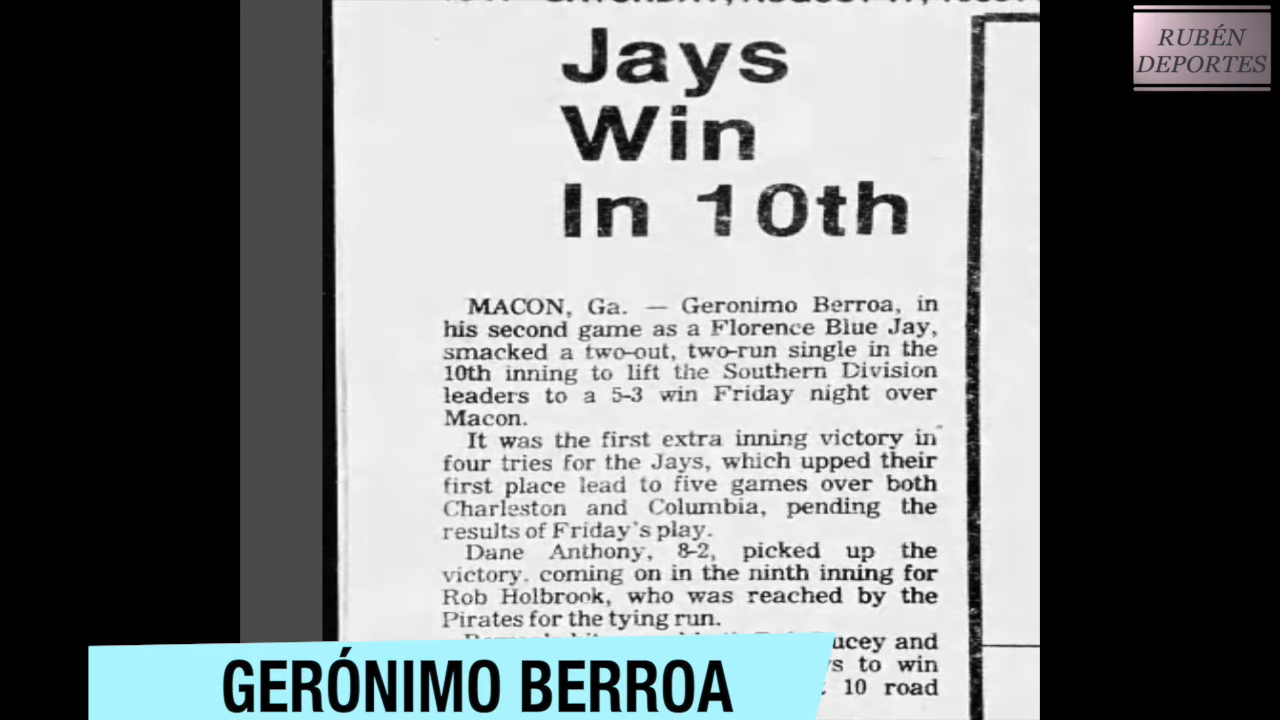 SATURDAY, AUGUST 17,
Jays
Win
In 10th
RUBÉN
DEPORTES
MACON, Ga. — Geronimo Berroa, in
his second game as a Florence Blue Jay,
smacked a two-out, two-run single in the
10th inning to lift the Southern Division
leaders to a 5-3 win Friday night over
Macon.
It was the first extra inning victory in
four tries for the Jays, which upped their
first place lead to five games over both
Charleston and Columbia, pending the
results of Friday's play.
Dane Anthony, 8-2, picked up the
victory. coming on in the ninth inning for
Rob Holbrook, who was reached by the
Pirates for the tying run.
ucey and
to win
10 road
GERÓNIMO BERROA